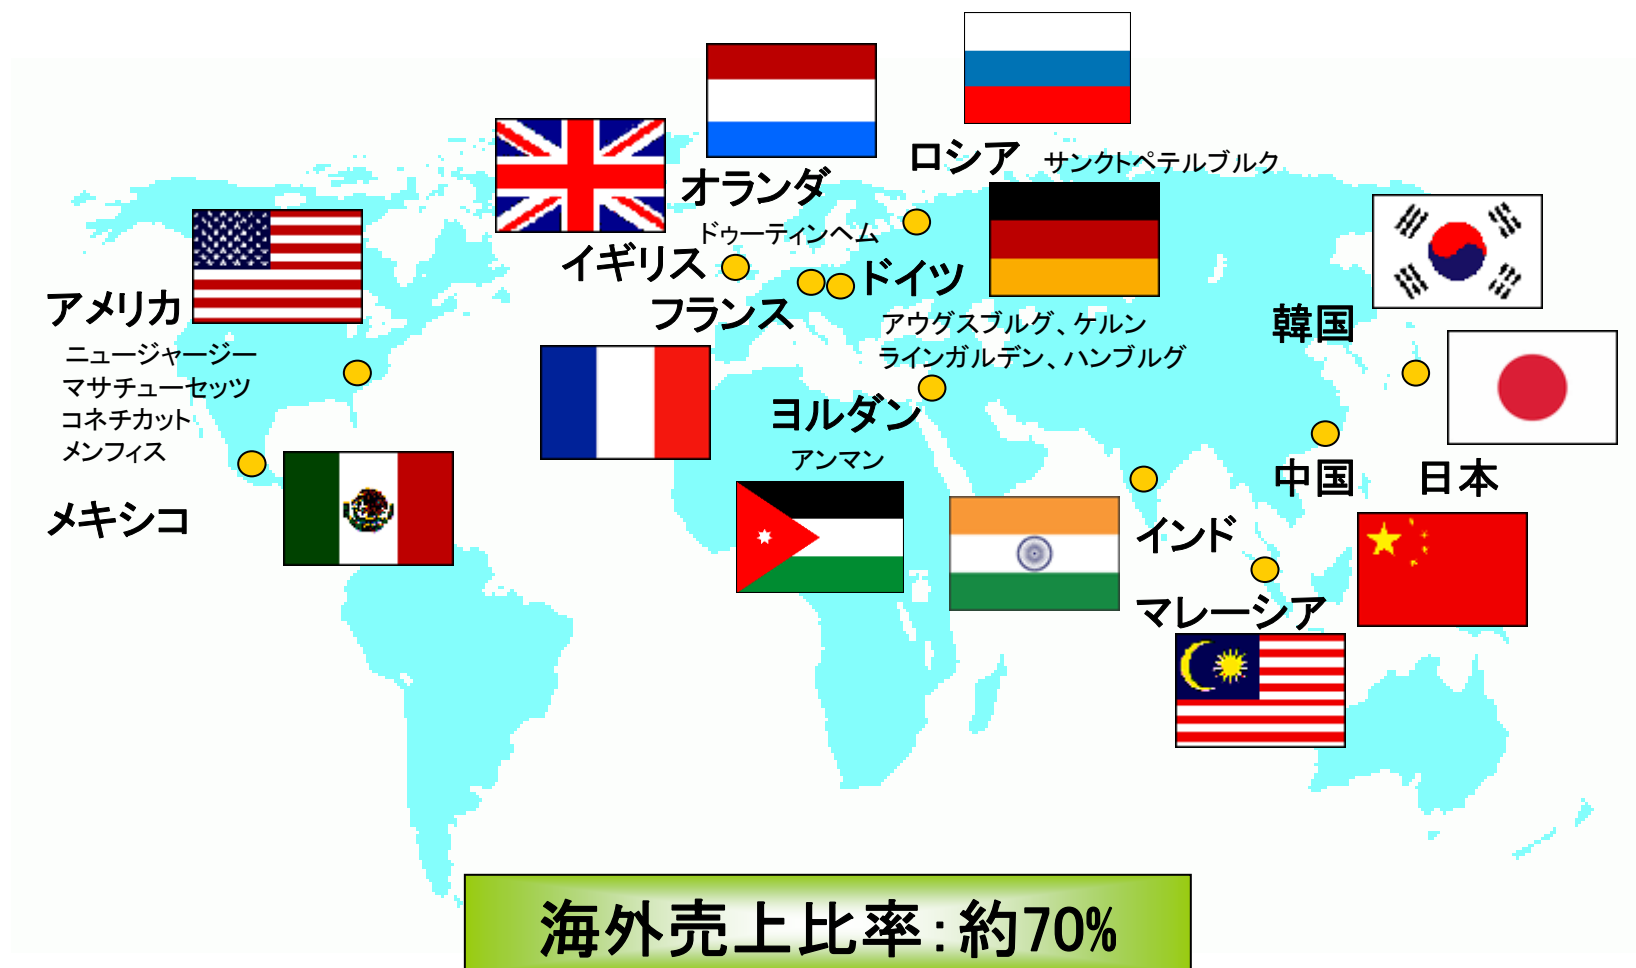 ロシア サンクトペテルブルク
オランダ
ドゥーティンヘム
イギリス
ドイツ
アウグスブルグ、ケルン
ラインガルデン、ハンブルグ
フランス
アメリカ
ニュージャージー
マサチューセッツ
コネチカット
メンフィス
メキシコ
ヨルダン
アンマン
韓国
中国
日本
インド
マレーシア
海外売上比率：約70%